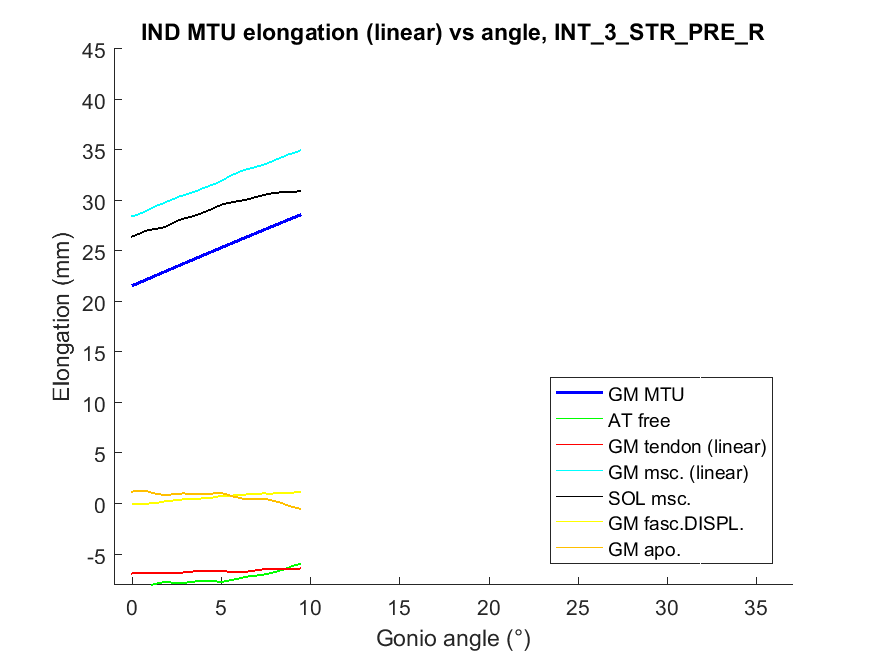 IND MTU elongation (linear) vs angle, INT_3_STR_PRE_R
45
40
35
30
25
20
15
10
5
0
-5
Elongation (mm)
GM MTU
AT free
GM tendon (linear)
GM msc. (linear)
SOL msc.
GM fasc.DISPL.
GM apo.
0 5 10 15 20 25 30 35
Gonio angle (°)